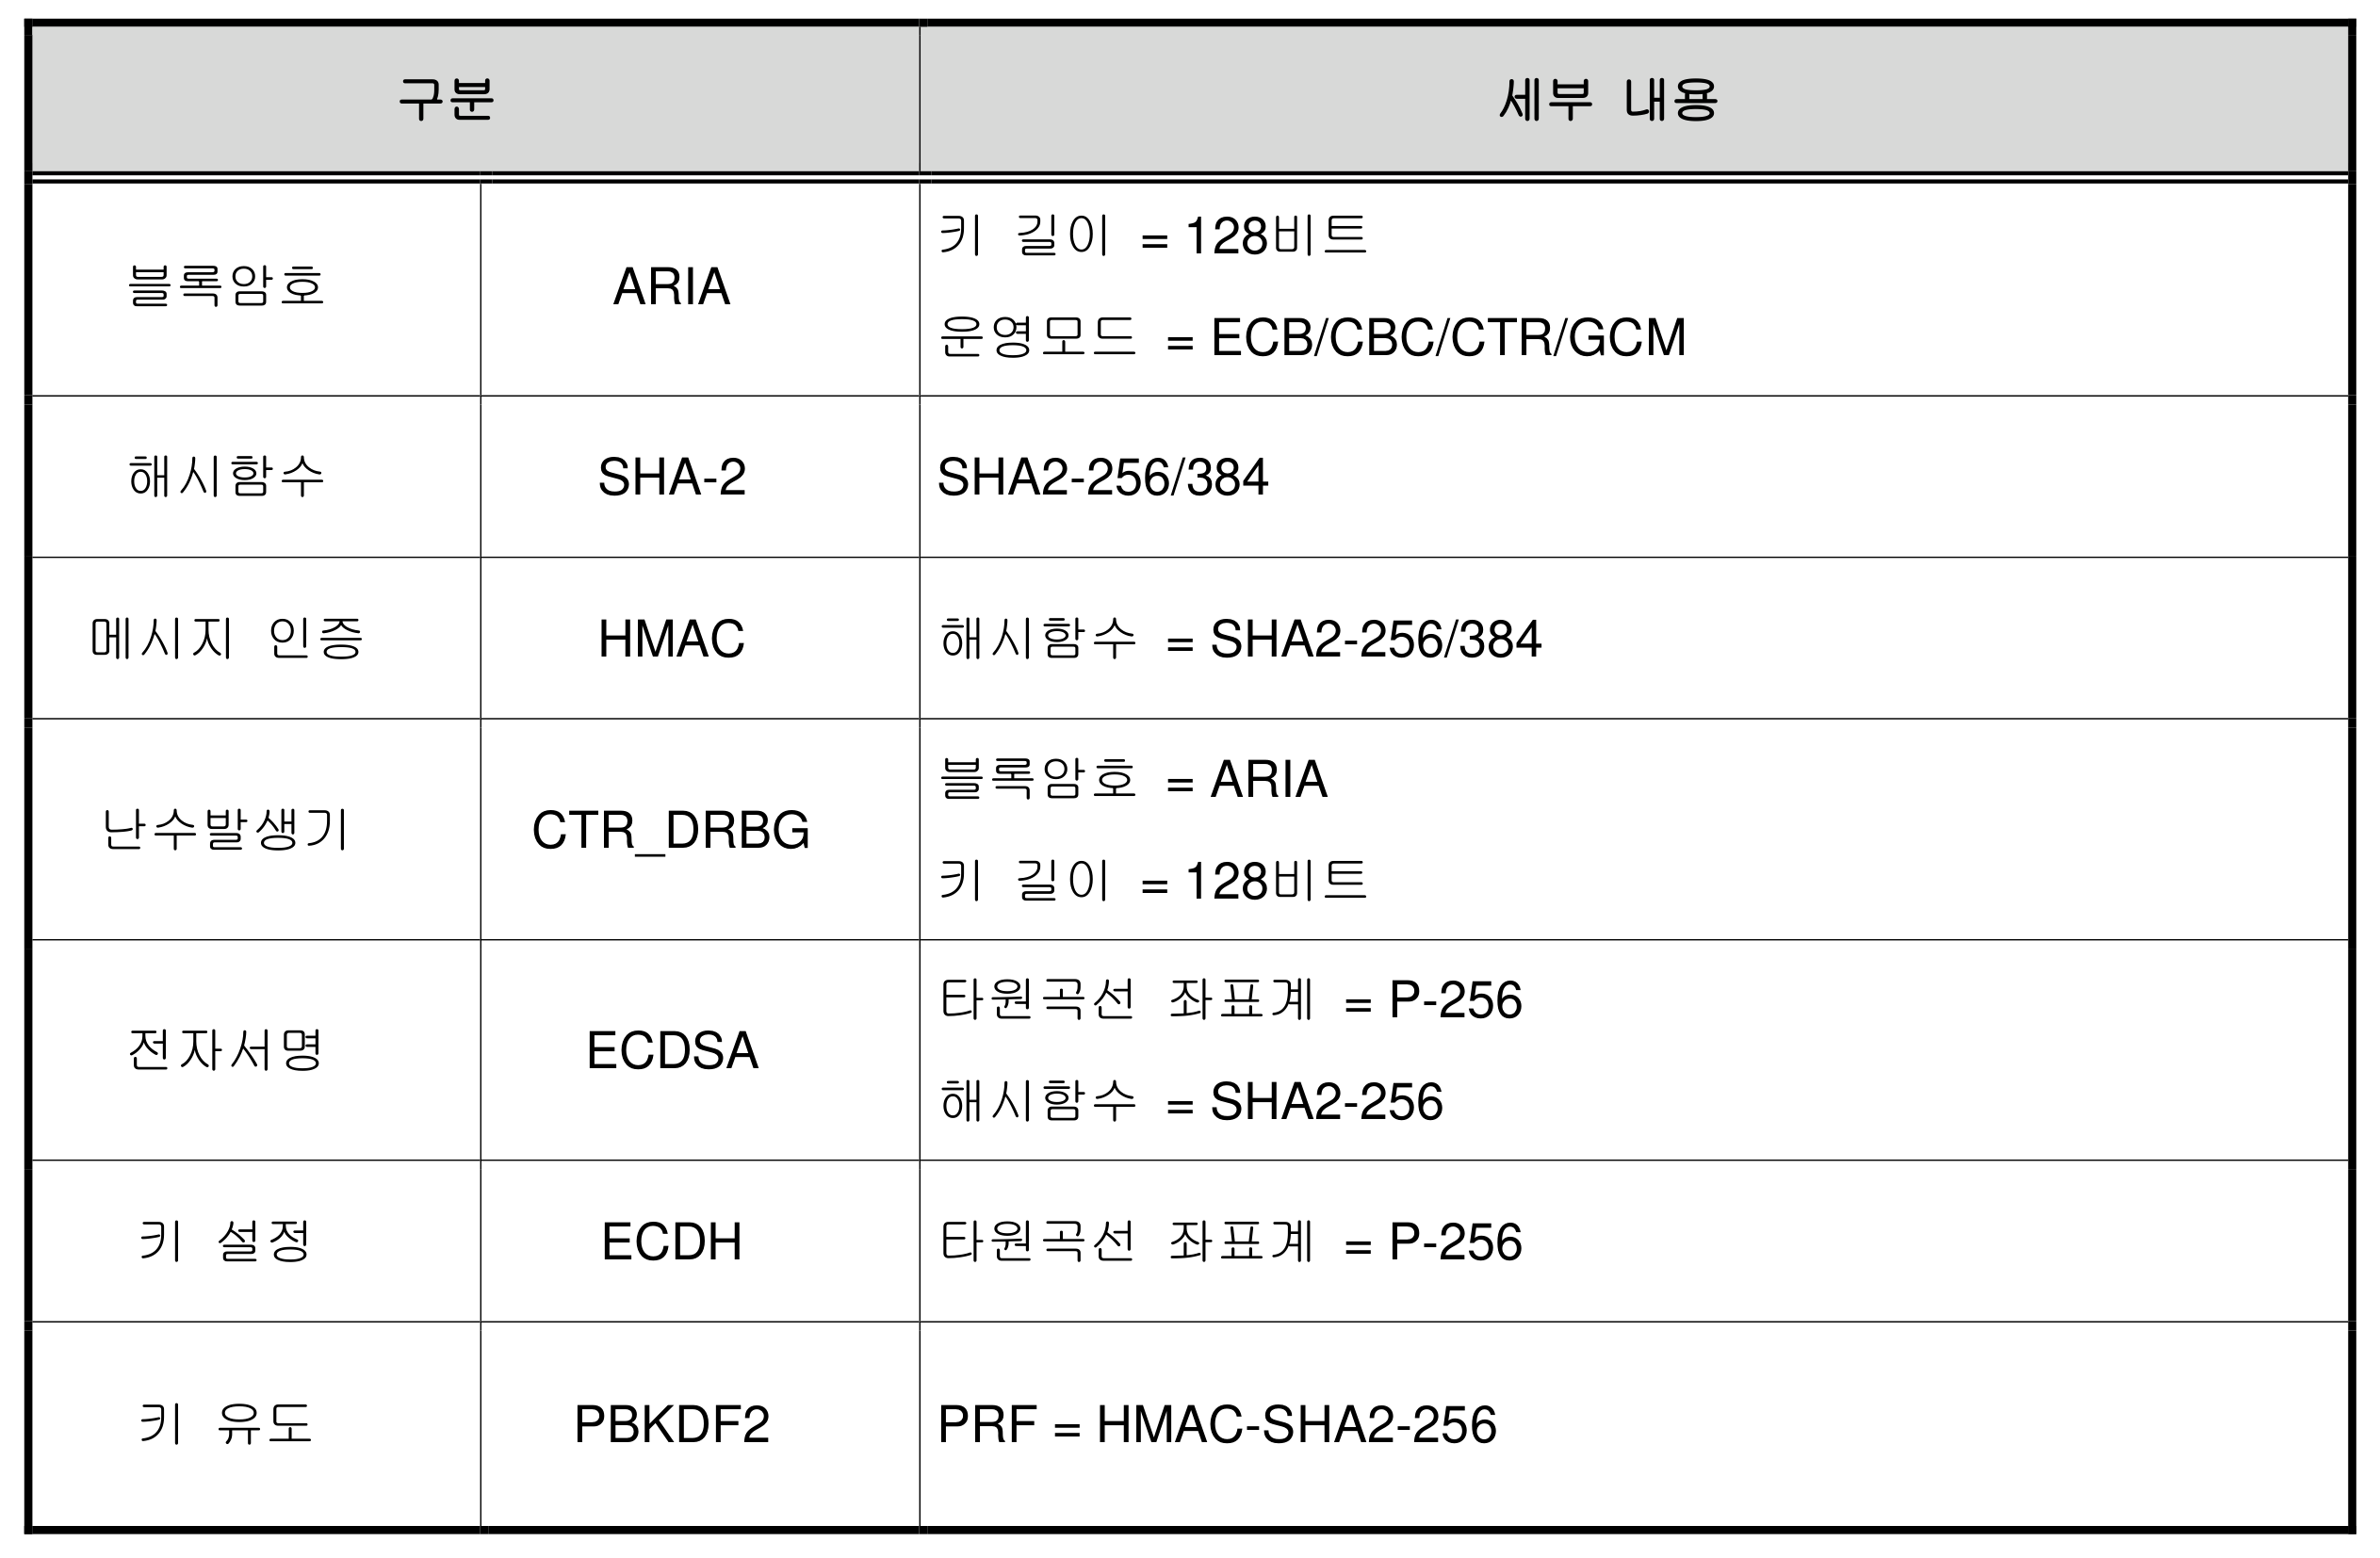 구분 세부 내용
블록암호 ARIA 키 길이 = 128비트
운영모드 = ECB/CBC/CTR/GCM
해시함수 SHA-2 SHA2-256/384
메시지 인증 HMAC 해시함수 = SHA2-256/384
난수발생기 CTR_DRBG 블록암호 = ARIA
키 길이 = 128비트
전자서명 ECDSA 타원곡선 좌표계 = P-256
해시함수 = SHA2-256
키 설정 ECDH 타원곡선 좌표계 = P-256
키 유도 PBKDF2 PRF = HMAC-SHA2-256